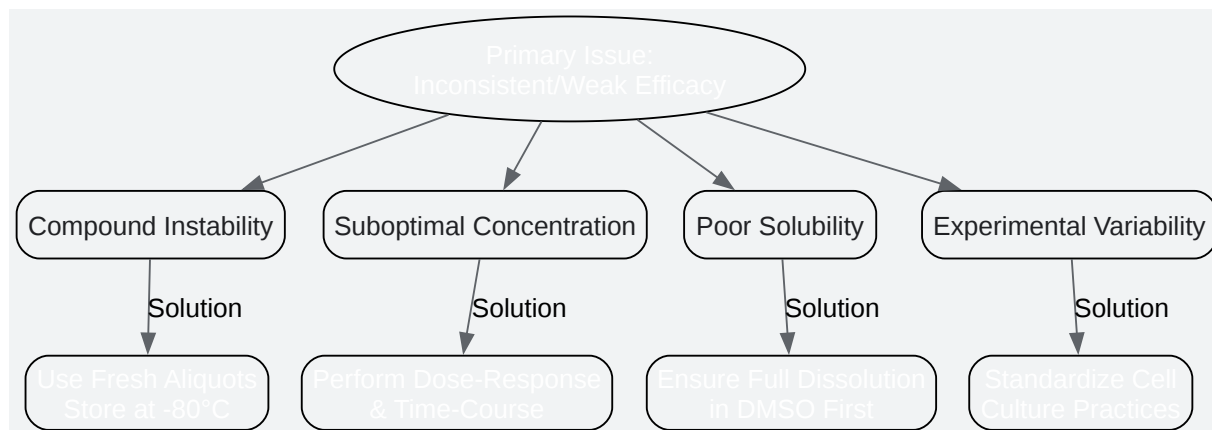 Primary Issue:
Inconsistent/Weak Efficacy
Compound Instability
Suboptimal Concentration
Poor Solubility
Experimental Variability
Solution
Solution
Solution
Solution
Use Fresh Aliquots
Store at -80°C
Perform Dose-Response
& Time-Course
Ensure Full Dissolution
in DMSO First
Standardize Cell
Culture Practices